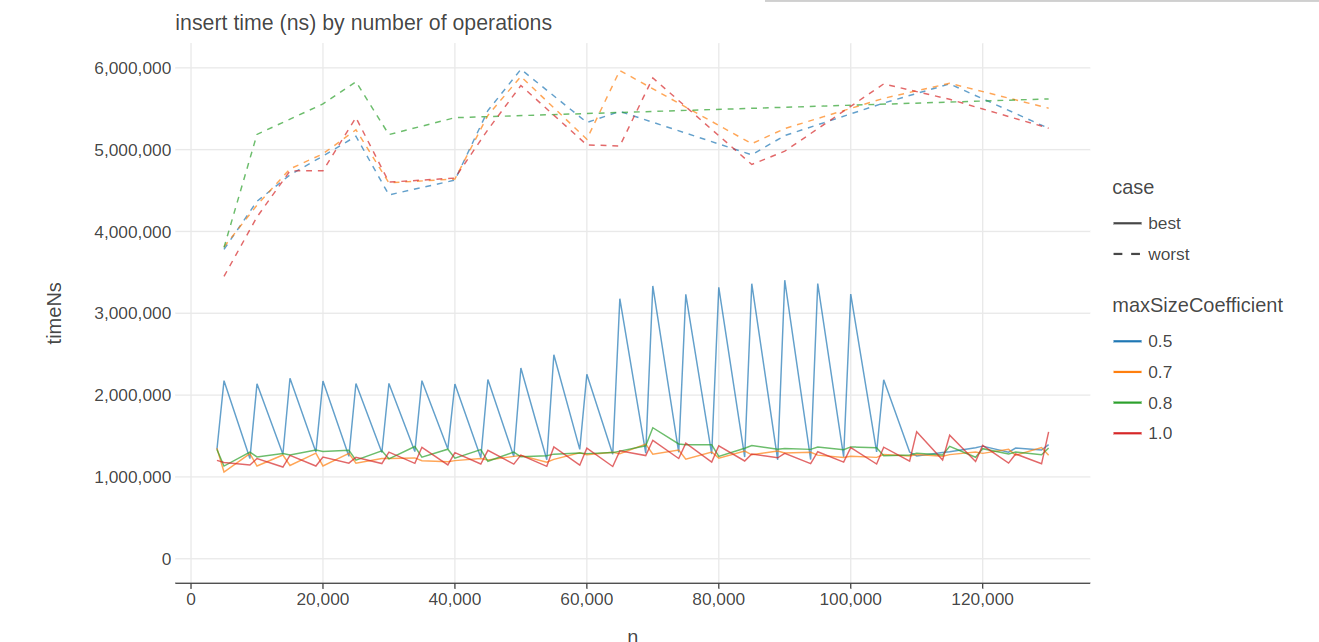 insert time (ns) by number of operations
6,000,000
5,000,000
4,000,000
3,000,000
2,000,000
1,000,000
0
timeNs
0 20,000 40,000 60,000 80,000 100,000 120,000
n
case
best
worst
maxSizeCoefficient
0.5
0.7
0.8
1.0